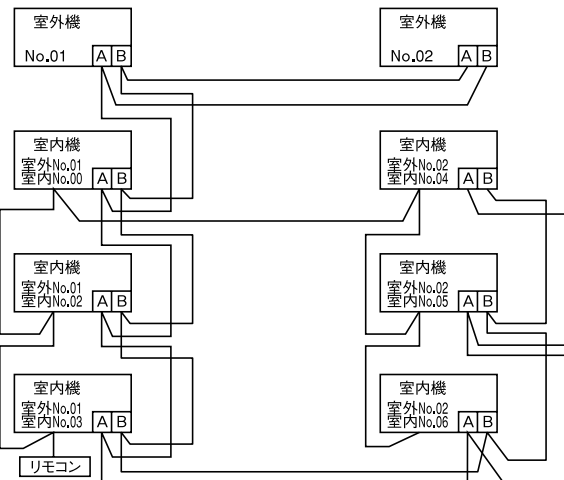 室外機
No.01 A B
室外機
No.02 A B
室内機
室外No.01
室内No.00 A B
室内機
室外No.02
室内No.04 A B
室内機
室外No.01
室内No.02 A B
室内機
室外No.02
室内No.05 A B
室内機
室外No.01
室内No.03 A B
室内機
室外No.02
室内No.06 A B
リモコン